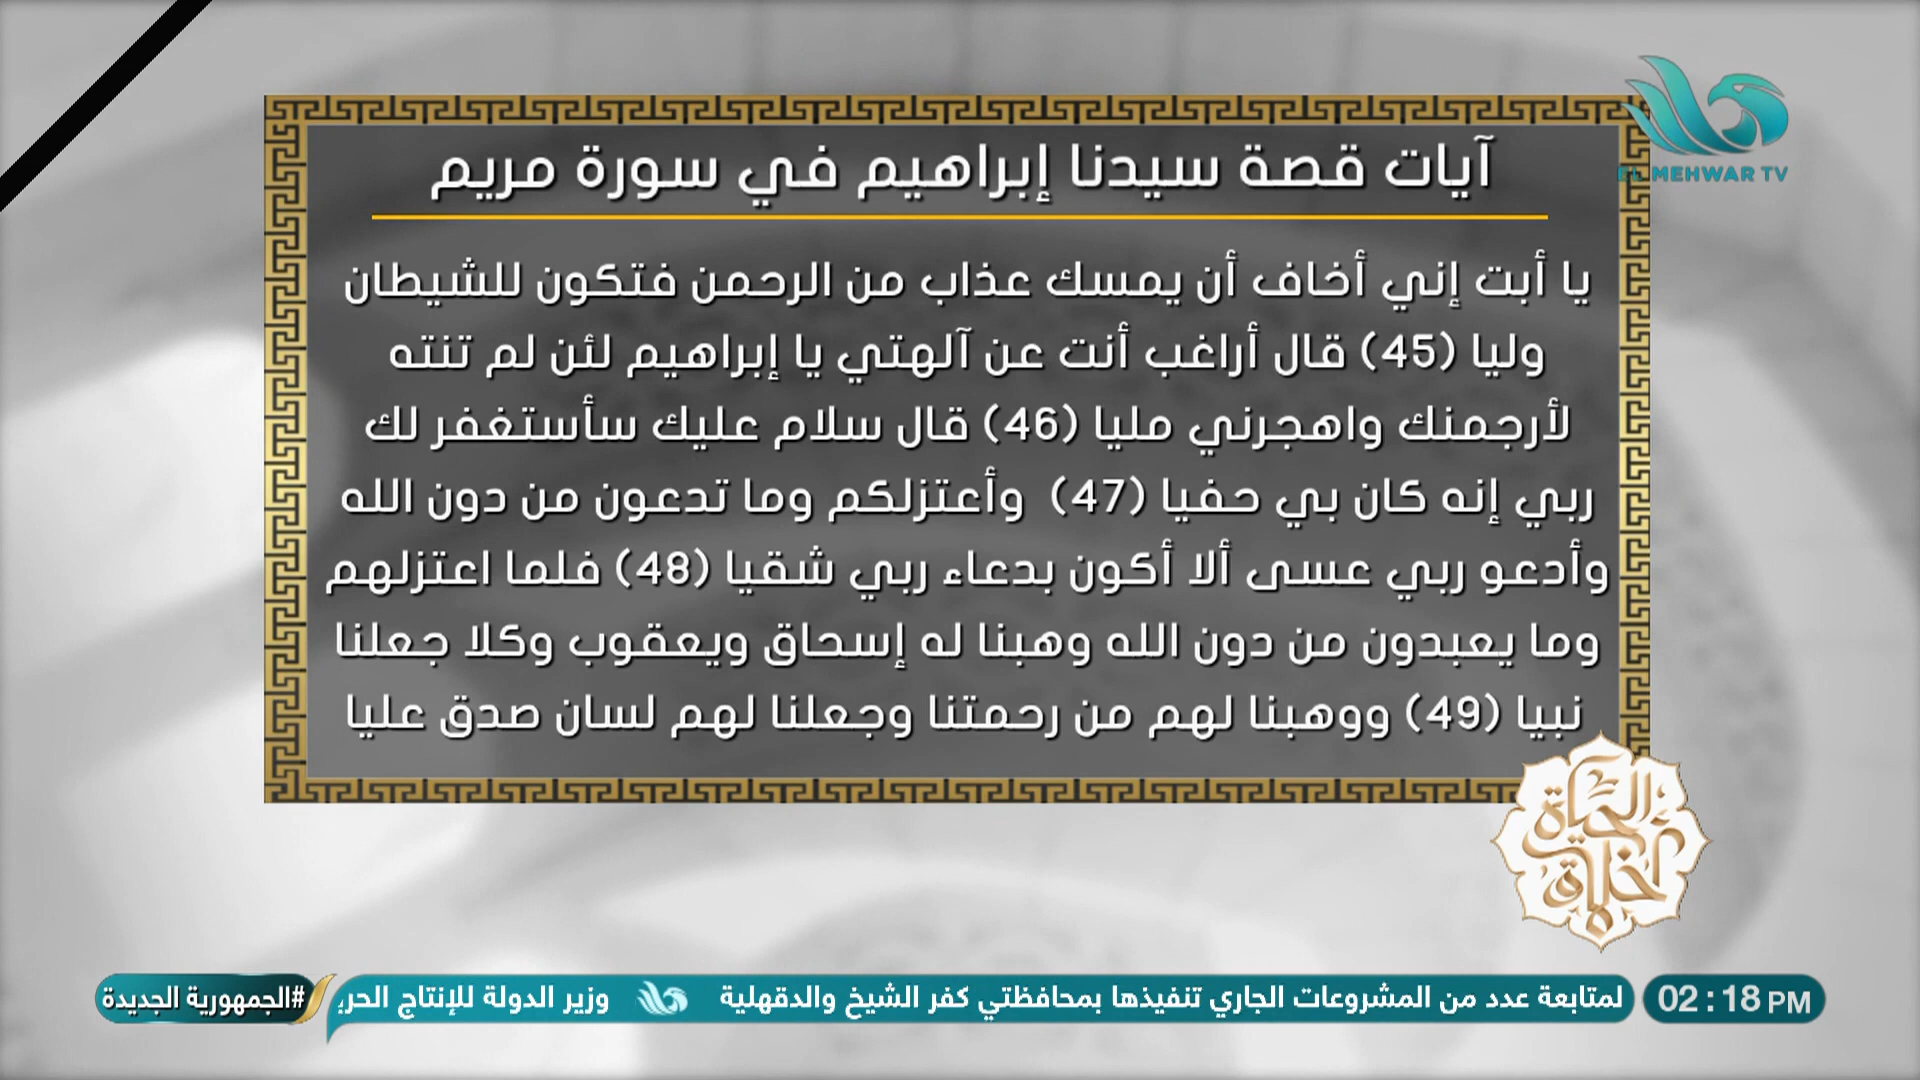 EL MEHWAR TV
آيات قصة سيدنا إبراهيم في سورة مريم
يا أبت إني أخاف أن يمسك عذاب من الرحمن فتكون للشيطان
وليا (45) قال أراغب أنت عن آلهتي يا إبراهيم لئن لم تنته
لأرجمنك واهجرني مليا (46) قال سلام عليك سأستغفر لك
ربي إنه كان بي حفيا (47) وأعتزلكم وما تدعون من دون الله
وأدعو ربي عسى ألا أكون بدعاء ربي شقيا (48) فلما اعتزلهم
وما يعبدون من دون الله وهبنا له إسحاق ويعقوب وكلا جعلنا
نبيا (49) ووهبنا لهم من رحمتنا وجعلنا لهم لسان صدق عليا
الحياة أخلاق
02:18 PM
لمتابعة عدد من المشروعات الجاري تنفيذها بمحافظتي كفر الشيخ والدقهلية وزير الدولة للإنتاج الحري
#الجمهورية الجديدة